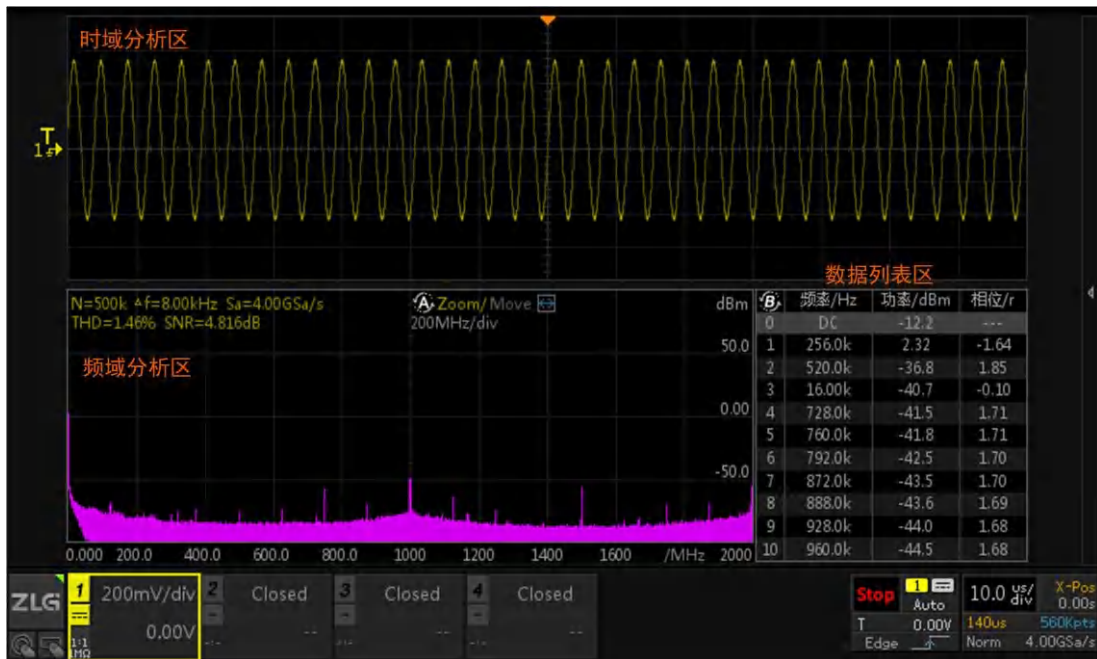 时域分析区
T
1
数据列表区
N=500k ▵f=8.00kHz Sa=4.00GSa/s
THD=1.46% SNR=4.816dB
A Zoom/ Move
200MHz/div
dBm
频域分析区
50.0
0.00
-50.0
0.000 200.0 400.0 600.0 800.0 1000 1200 1400 1600 /MHz 2000
B 频率/Hz 功率/dBm 相位/r
0 DC -12.2 ---
1 256.0k 2.32 -1.64
2 520.0k -36.8 1.85
3 16.00k -40.7 -0.10
4 728.0k -41.5 1.71
5 760.0k -41.8 1.71
6 792.0k -42.5 1.70
7 872.0k -43.5 1.70
8 888.0k -43.6 1.69
9 928.0k -44.0 1.68
10 960.0k -44.5 1.68
ZLG
1 200mV/div
0.00V
1:1
1MΩ
2 Closed
--
3 Closed
--
4 Closed
--
Stop 1 Auto
T 0.00V
Edge
10.0 us/div X-Pos
0.00s
140us 560Kpts
Norm 4.00GSa/s